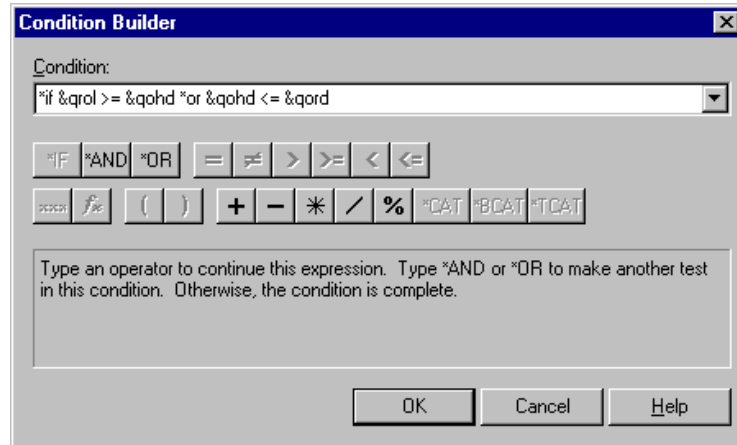 Condition Builder
Condition:
*if &qrol >= &qohd *or &qohd <= &qord
*IF *AND *OR = ≠ > >= < <=
xxxx fx ( ) + − * / % *CAT *BCAT *TCAT
Type an operator to continue this expression. Type *AND or *OR to make another test
in this condition. Otherwise, the condition is complete.
OK Cancel Help